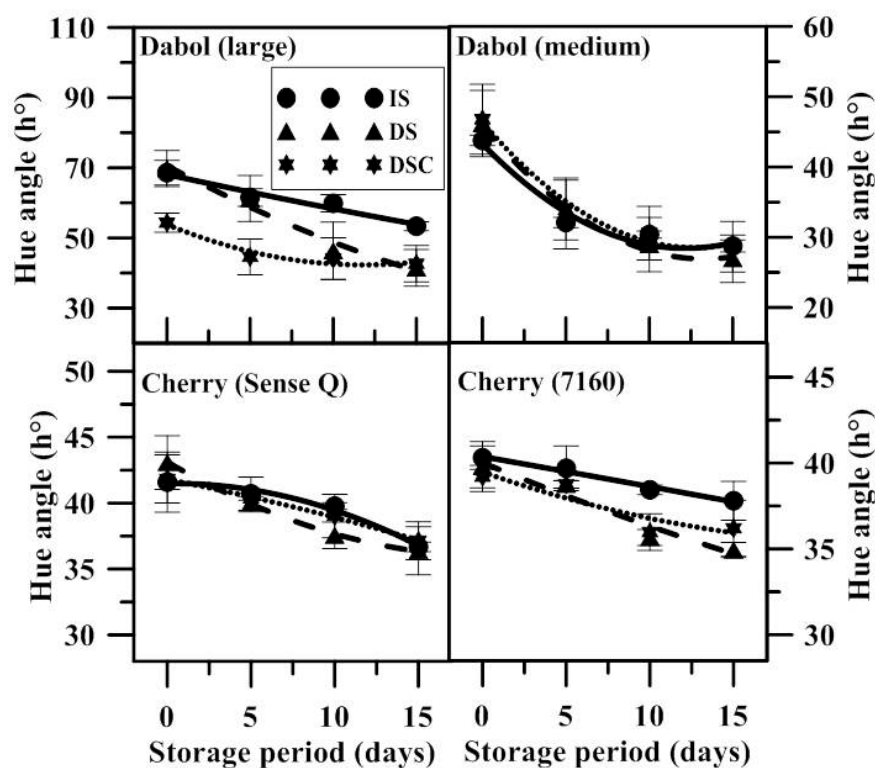 Dabol (large)
IS
DS
DSC
Hue angle (h°)
110
90
70
50
30
Dabol (medium)
60
50
40
30
20
Hue angle (h°)
Cherry (Sense Q)
Hue angle (h°)
50
45
40
35
30
0
5
10
15
Storage period (days)
Cherry (7160)
45
40
35
30
Hue angle (h°)
0
5
10
15
Storage period (days)